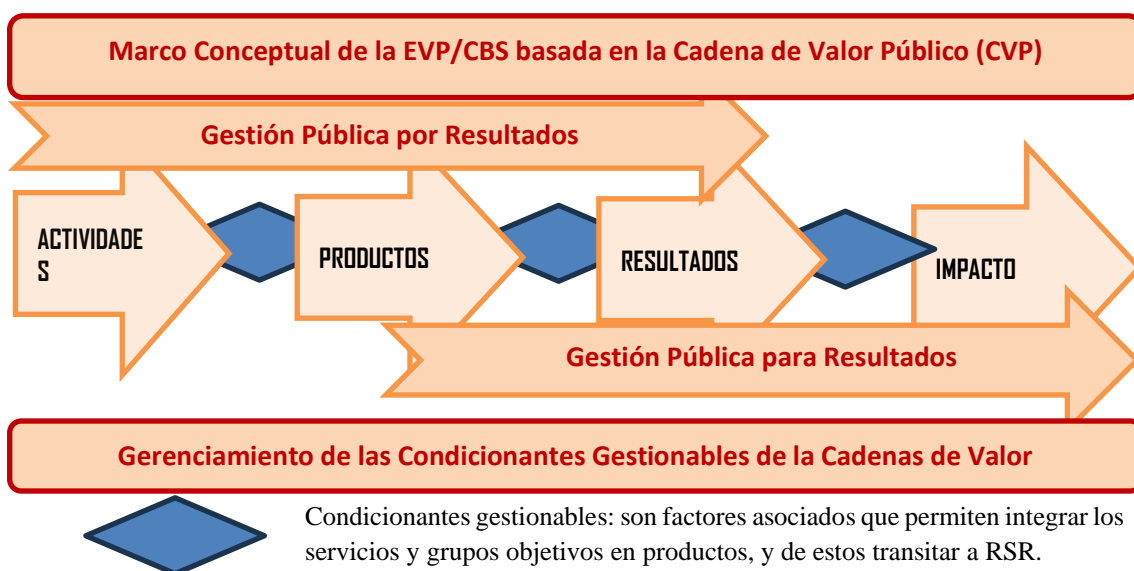 Marco Conceptual de la EVP/CBS basada en la Cadena de Valor Público (CVP)
Gestión Pública por Resultados
ACTIVIDADE
S
PRODUCTOS
RESULTADOS
IMPACTO
Gestión Pública para Resultados
Gerenciamiento de las Condicionantes Gestionables de la Cadenas de Valor
Condicionantes gestionables: son factores asociados que permiten integrar los
servicios y grupos objetivos en productos, y de estos transitar a RSR.